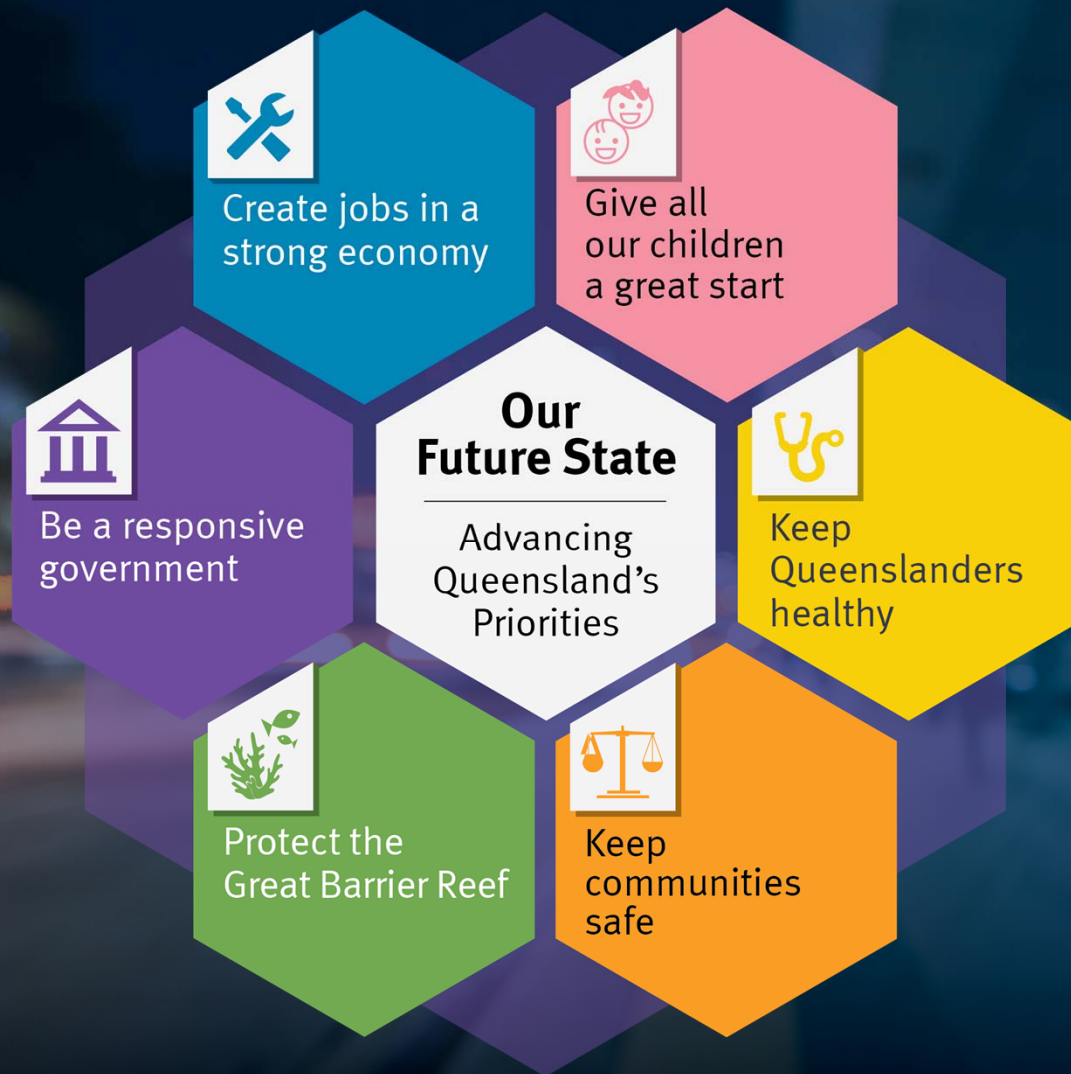 Create jobs in a
strong economy
Give all
our children
a great start
Be a responsive
government
Our
Future State
Advancing
Queensland’s
Priorities
Keep
Queenslanders
healthy
Protect the
Great Barrier Reef
Keep
communities
safe